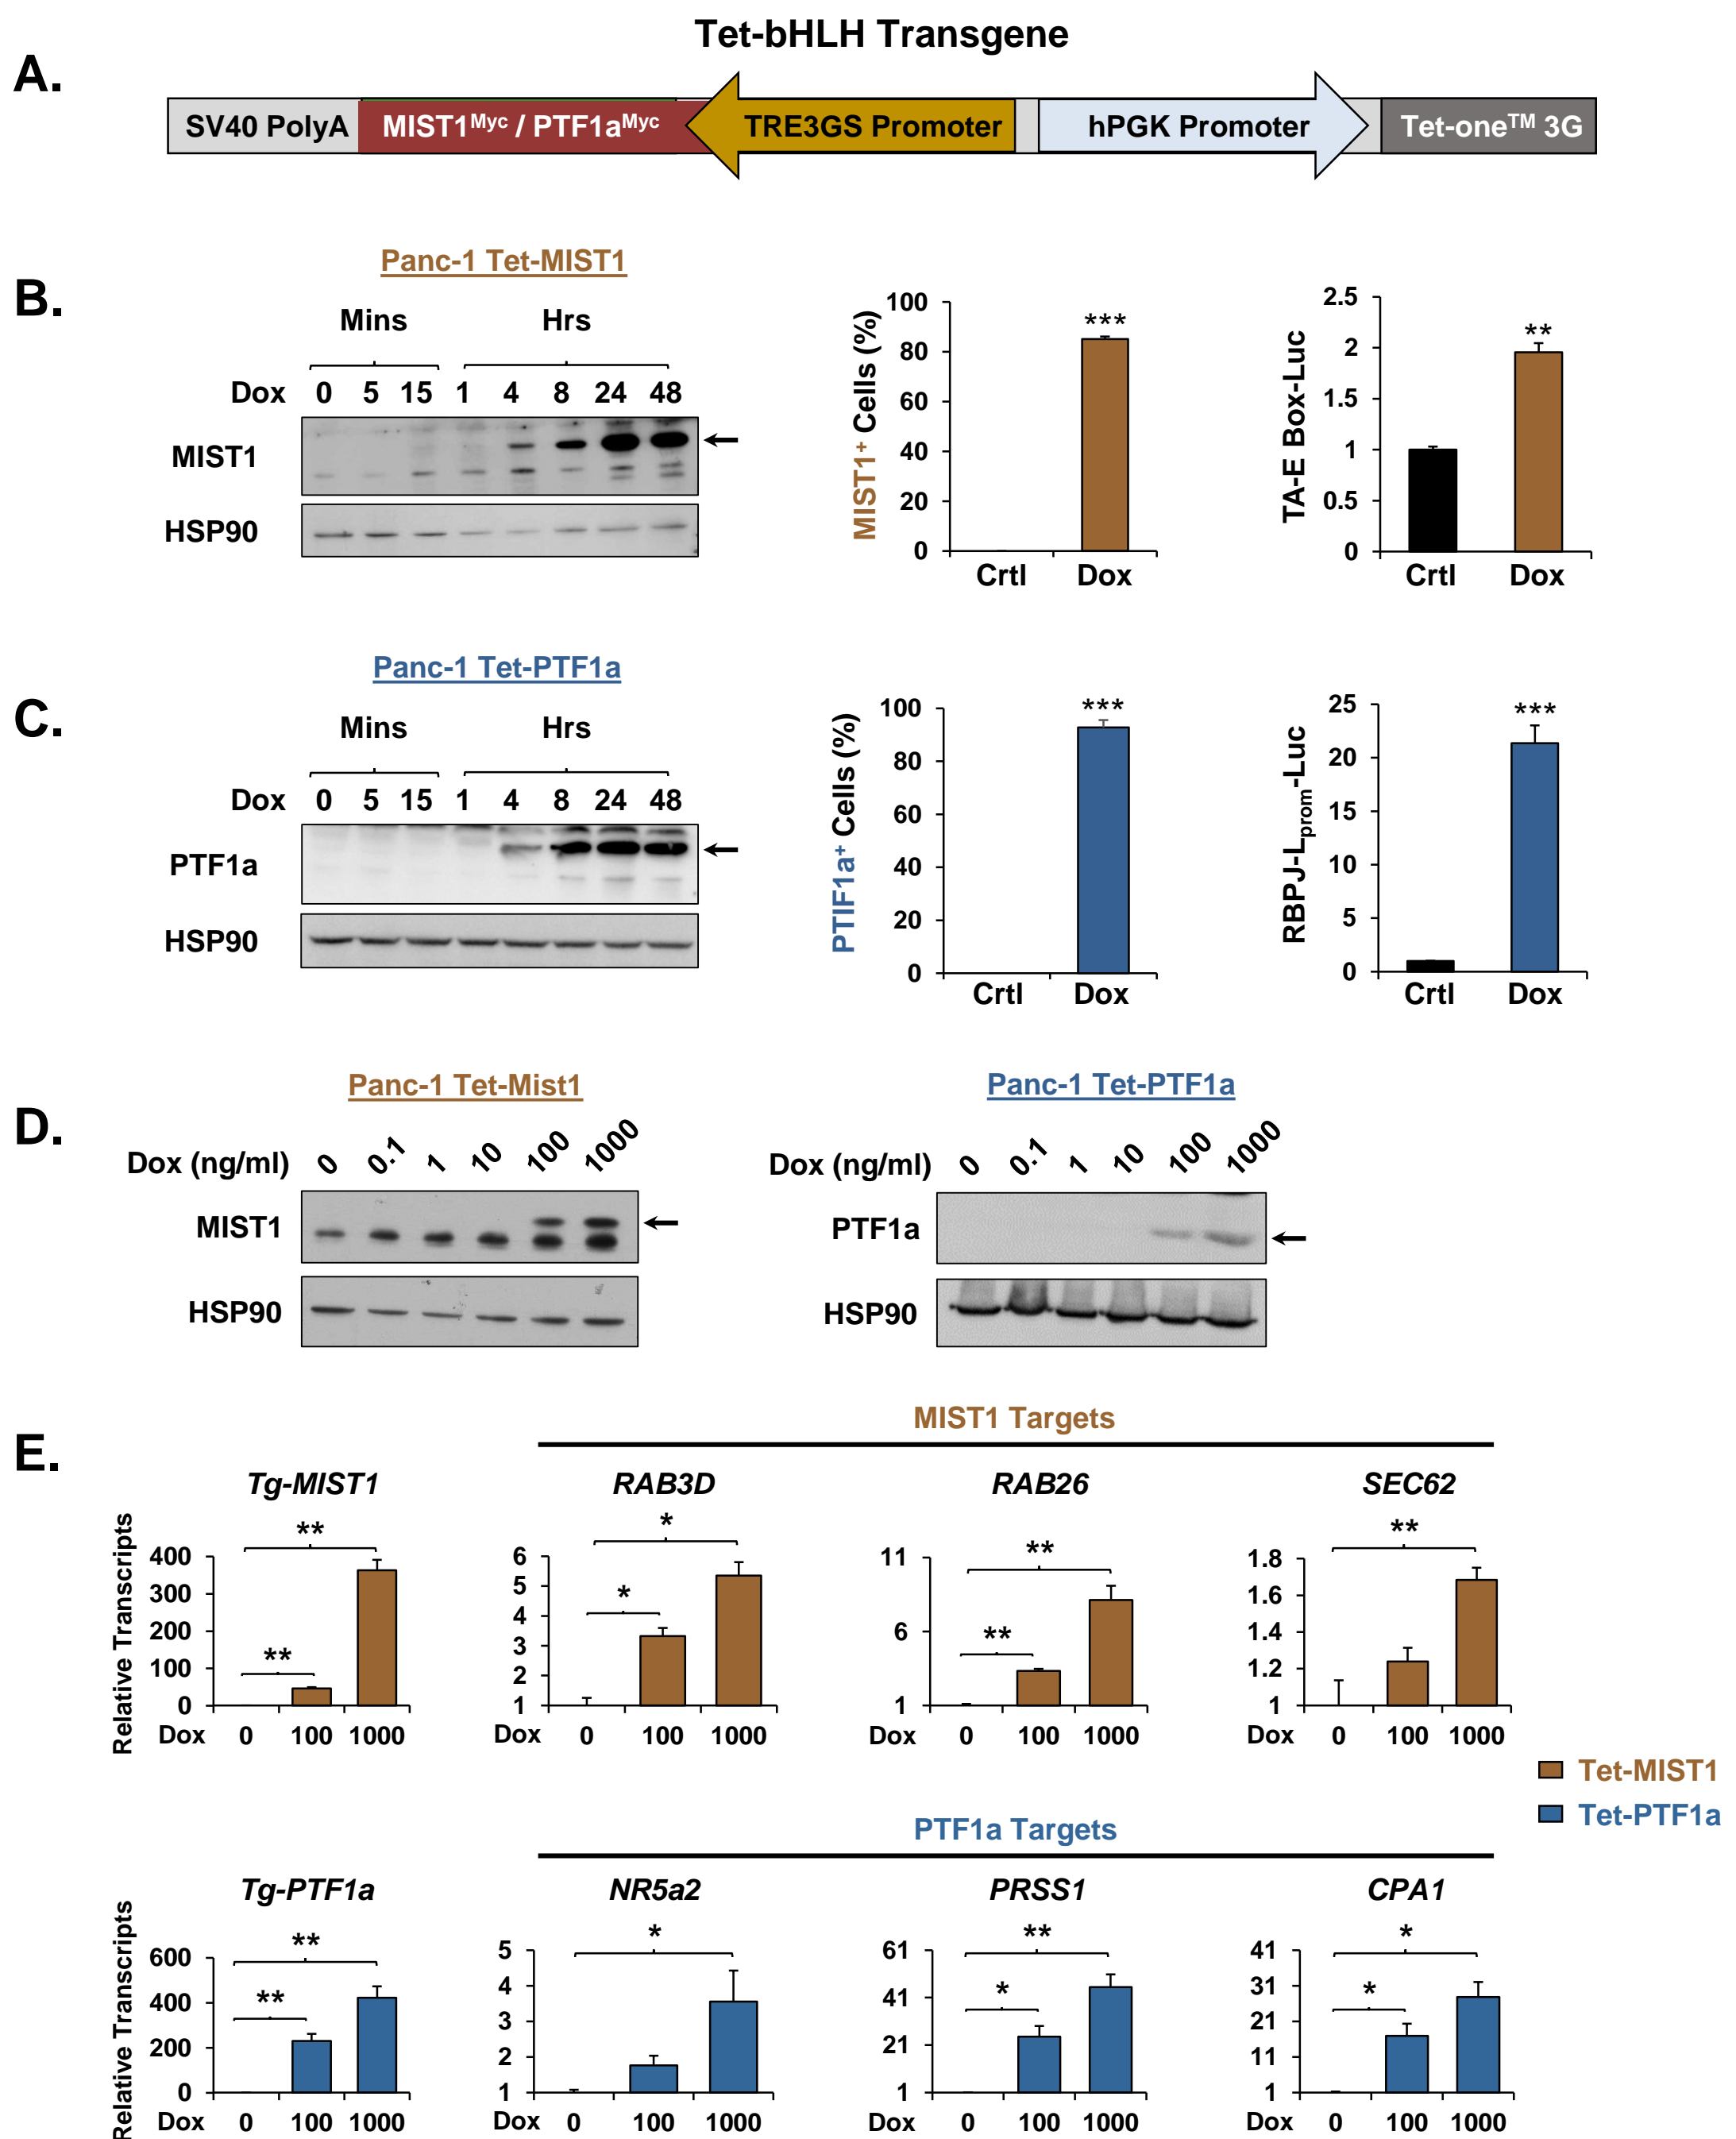 Tet-bHLH Transgene
A.
SV40 PolyA MIST1Myc / PTF1aMyc TRE3GS Promoter hPGK Promoter Tet-oneTM 3G
B.
Panc-1 Tet-MIST1
Mins Hrs
Dox 0 5 15 1 4 8 24 48
MIST1
HSP90
MIST1+ Cells (%)
100
80
60
40
20
0
***
Crtl Dox
TA-E Box-Luc
2.5
2
1.5
1
0.5
0
**
Crtl Dox
C.
Panc-1 Tet-PTF1a
Mins Hrs
Dox 0 5 15 1 4 8 24 48
PTF1a
HSP90
PTIF1a+ Cells (%)
100
80
60
40
20
0
***
Crtl Dox
RBPJ-Lprom-Luc
25
20
15
10
5
0
***
Crtl Dox
D.
Panc-1 Tet-Mist1
Dox (ng/ml) 0 0.1 1 10 100 1000
MIST1
HSP90
Panc-1 Tet-PTF1a
Dox (ng/ml) 0 0.1 1 10 100 1000
PTF1a
HSP90
E.
MIST1 Targets
Tg-MIST1
Relative Transcripts
400
300
200
100
0
**
**
Dox 0 100 1000
RAB3D
6
5
4
3
2
1
*
*
Dox 0 100 1000
RAB26
11
6
1
**
**
Dox 0 100 1000
SEC62
1.8
1.6
1.4
1.2
1
**
Dox 0 100 1000
Tet-MIST1
Tet-PTF1a
PTF1a Targets
Tg-PTF1a
Relative Transcripts
600
400
200
0
**
**
Dox 0 100 1000
NR5a2
5
4
3
2
1
*
Dox 0 100 1000
PRSS1
61
41
21
1
**
*
Dox 0 100 1000
CPA1
41
31
21
11
1
*
*
Dox 0 100 1000